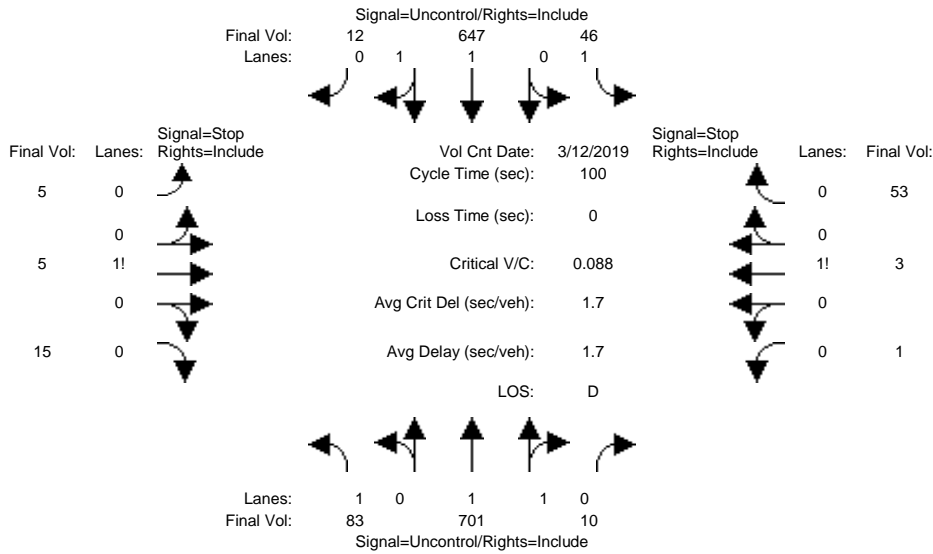 Signal=Uncontrol/Rights=Include
Final Vol: 12 647 46
Lanes: 0 1 1 0 1
Signal=Stop Signal=Stop
Final Vol: Lanes: Rights=Include Vol Cnt Date: 3/12/2019 Rights=Include Lanes: Final Vol:
Cycle Time (sec): 100
5 0 0 53
Loss Time (sec): 0
0 0
5 1! Critical V/C: 0.088 1! 3
0 Avg Crit Del (sec/veh): 1.7 0
15 0 Avg Delay (sec/veh): 1.7 0 1
LOS: D
Lanes: 1 0 1 1 0
Final Vol: 83 701 10
Signal=Uncontrol/Rights=Include